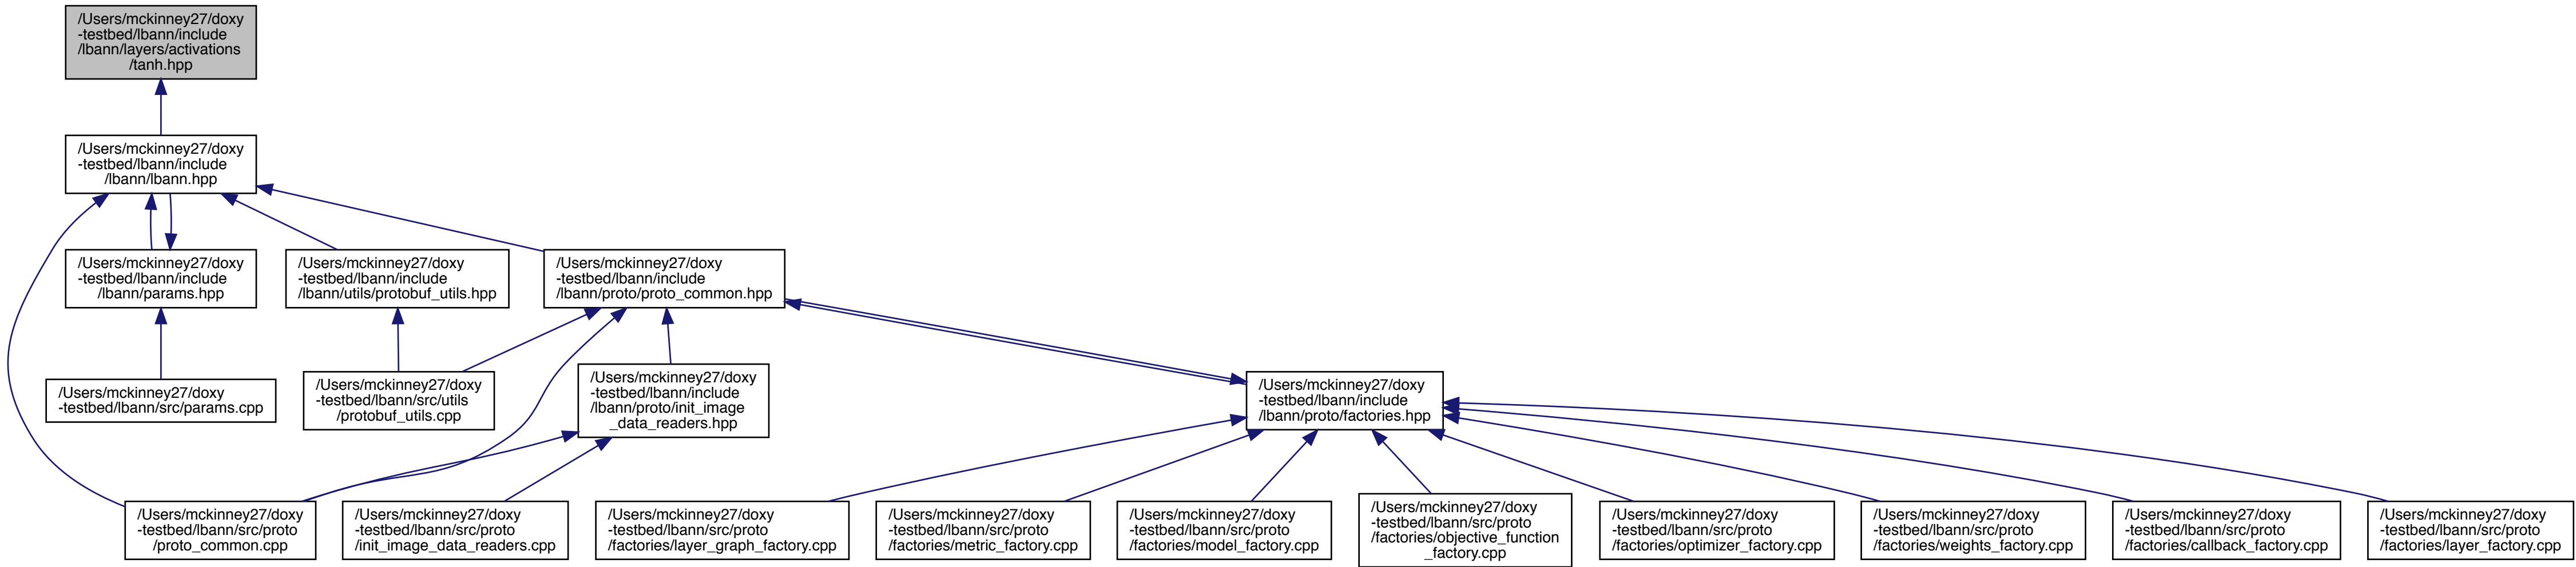 /Users/mckinney27/doxy
-testbed/lbann/include
/lbann/layers/activations
/tanh.hpp
/Users/mckinney27/doxy
-testbed/lbann/include
/lbann/lbann.hpp
/Users/mckinney27/doxy
-testbed/lbann/include
/lbann/params.hpp
/Users/mckinney27/doxy
-testbed/lbann/include
/lbann/utils/protobuf_utils.hpp
/Users/mckinney27/doxy
-testbed/lbann/include
/lbann/proto/proto_common.hpp
/Users/mckinney27/doxy
-testbed/lbann/src/params.cpp
/Users/mckinney27/doxy
-testbed/lbann/src/utils
/protobuf_utils.cpp
/Users/mckinney27/doxy
-testbed/lbann/include
/lbann/proto/init_image
_data_readers.hpp
/Users/mckinney27/doxy
-testbed/lbann/include
/lbann/proto/factories.hpp
/Users/mckinney27/doxy
-testbed/lbann/src/proto
/proto_common.cpp
/Users/mckinney27/doxy
-testbed/lbann/src/proto
/init_image_data_readers.cpp
/Users/mckinney27/doxy
-testbed/lbann/src/proto
/factories/layer_graph_factory.cpp
/Users/mckinney27/doxy
-testbed/lbann/src/proto
/factories/metric_factory.cpp
/Users/mckinney27/doxy
-testbed/lbann/src/proto
/factories/model_factory.cpp
/Users/mckinney27/doxy
-testbed/lbann/src/proto
/factories/objective_function
_factory.cpp
/Users/mckinney27/doxy
-testbed/lbann/src/proto
/factories/optimizer_factory.cpp
/Users/mckinney27/doxy
-testbed/lbann/src/proto
/factories/weights_factory.cpp
/Users/mckinney27/doxy
-testbed/lbann/src/proto
/factories/callback_factory.cpp
/Users/mckinney27/doxy
-testbed/lbann/src/proto
/factories/layer_factory.cpp